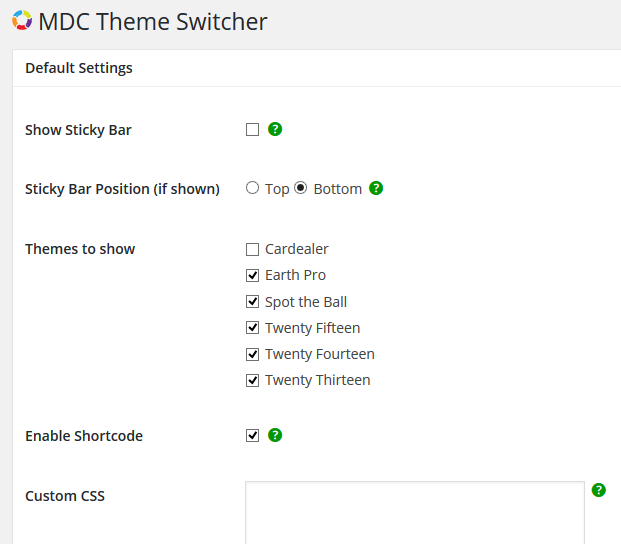 MDC Theme Switcher
Default Settings
Show Sticky Bar ?
Sticky Bar Position (if shown) Top Bottom ?
Themes to show Cardealer
Earth Pro
Spot the Ball
Twenty Fifteen
Twenty Fourteen
Twenty Thirteen
Enable Shortcode ?
Custom CSS ?